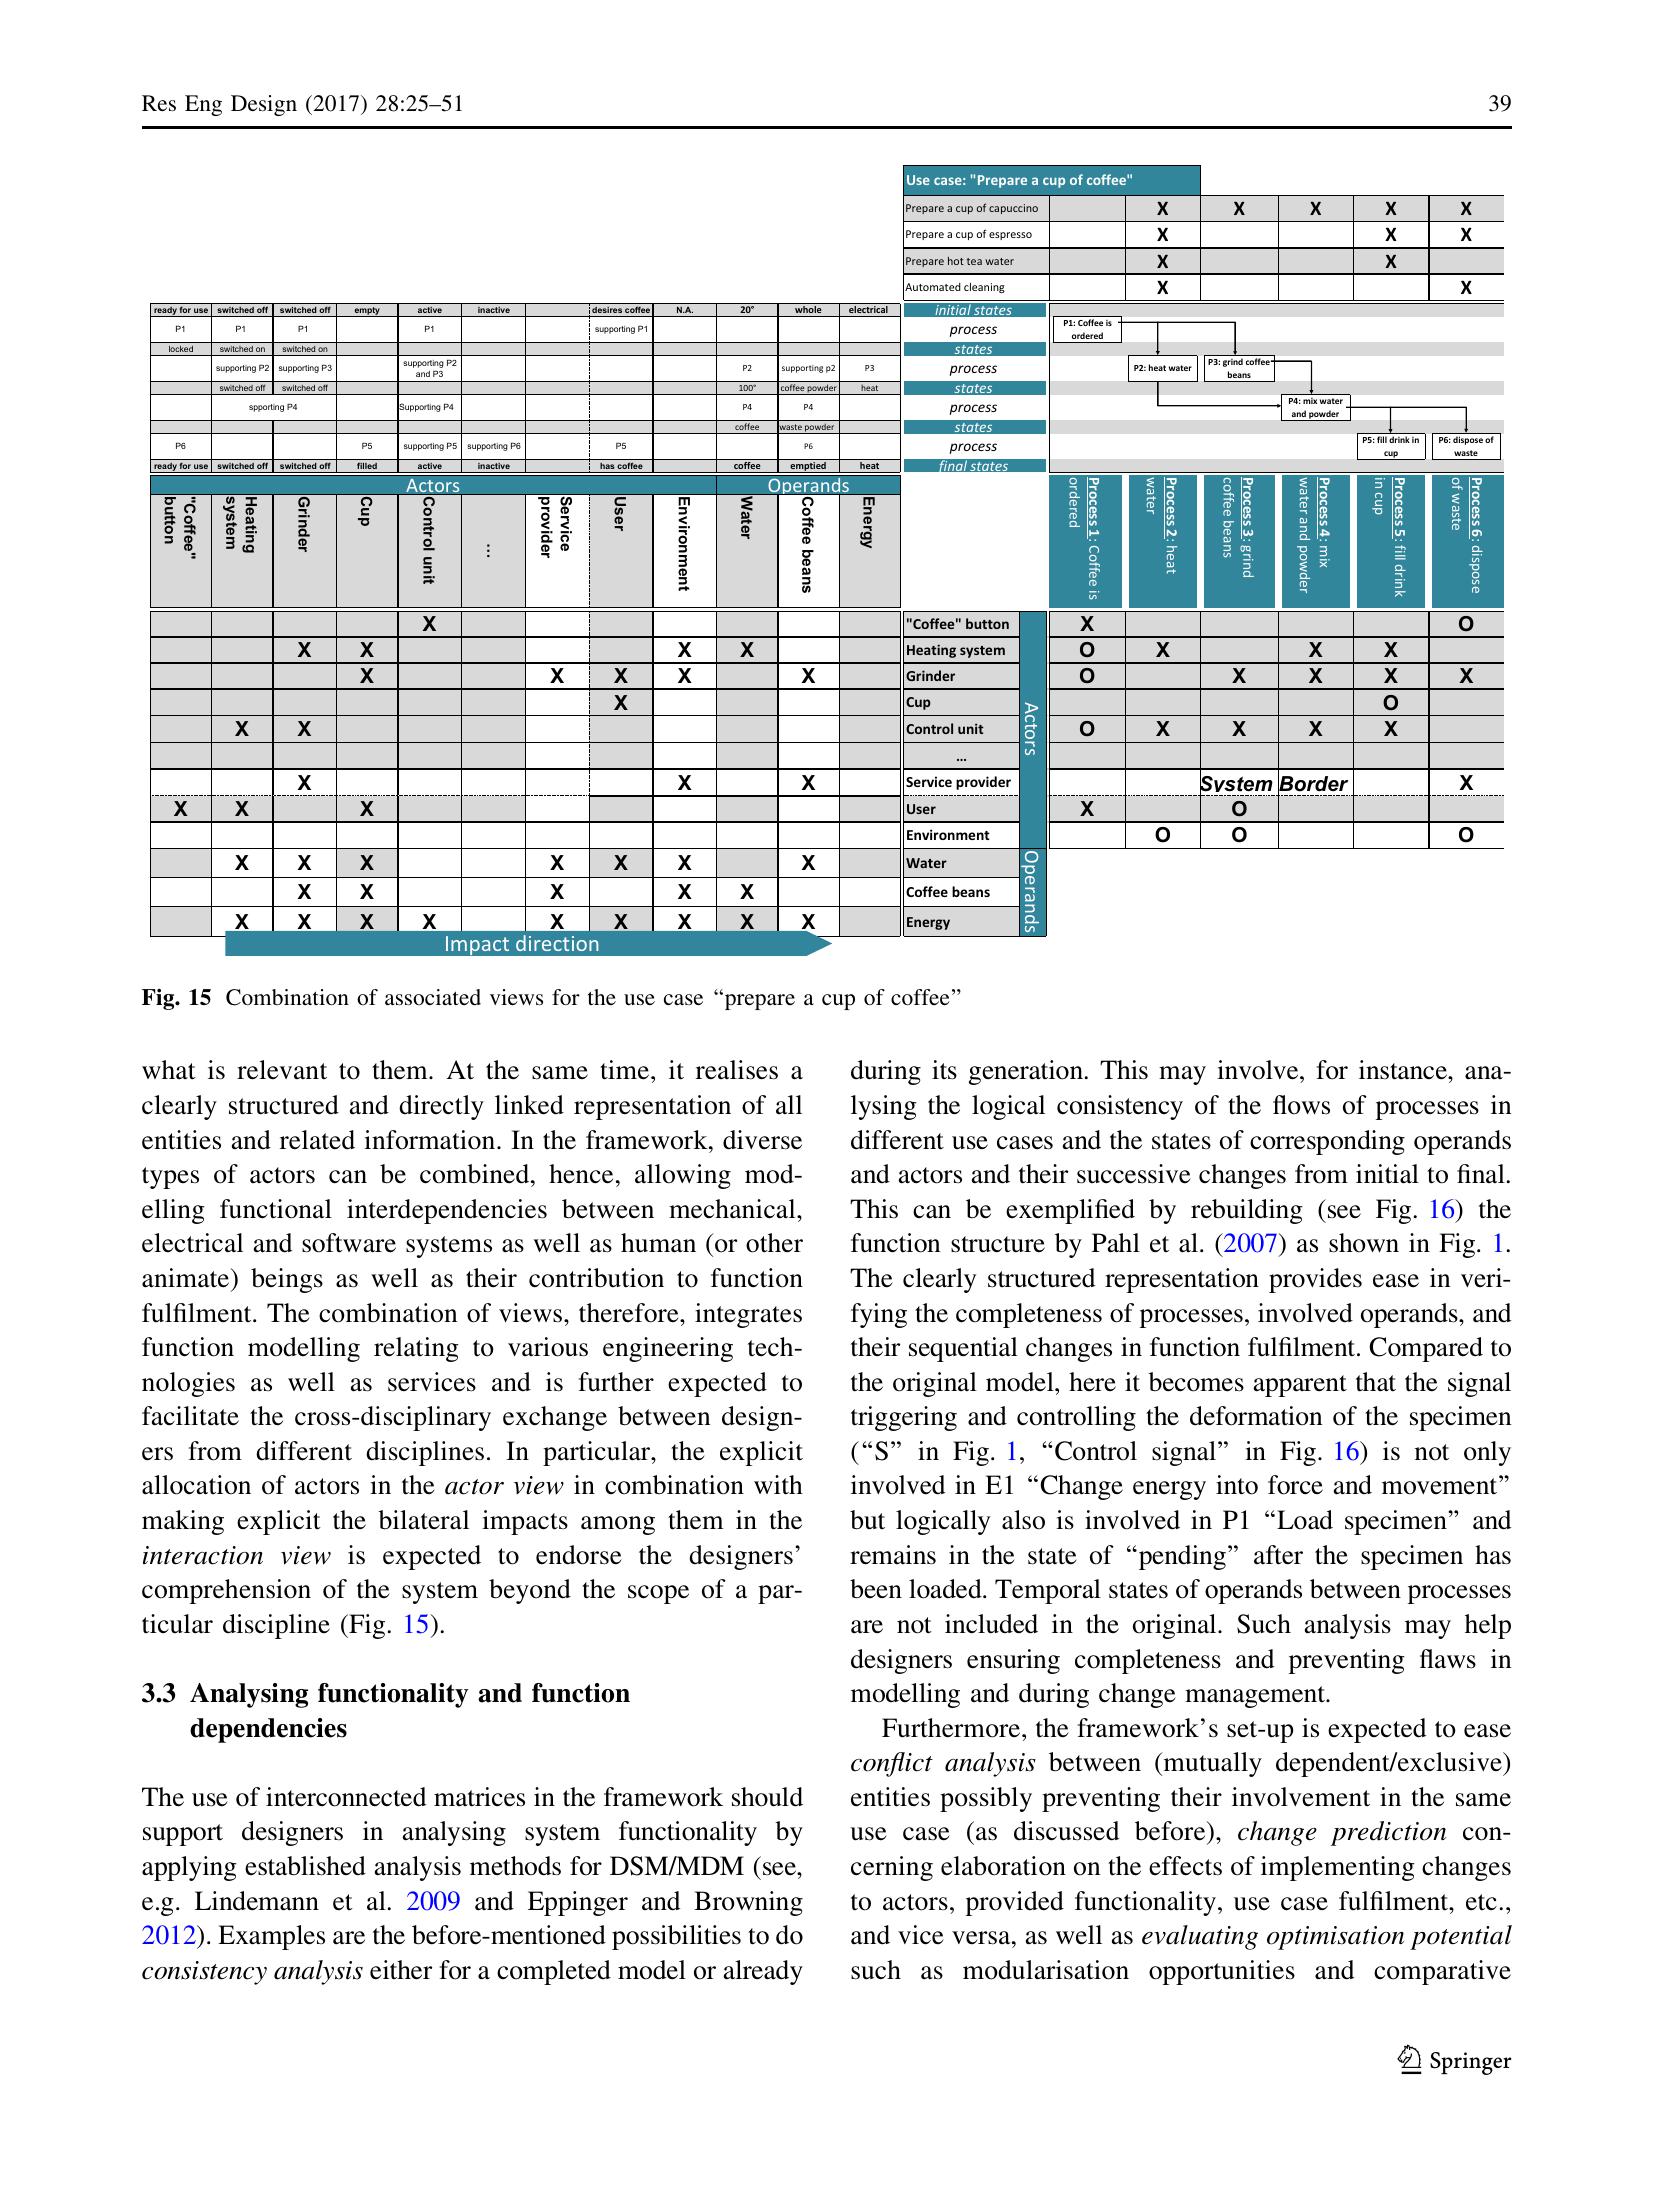 Res Eng Design (2017) 28:25–51 39
Use case: "Prepare a cup of coffee"
Prepare a cup of capuccino X X X X X
Prepare a cup of espresso X X X
Prepare hot tea water X X
Automated cleaning X X
ready for use switched off switched off empty active inactive desires coffee N.A. 20° whole electrical initial states
P1 P1 P1 P1 supporting P1 process P1: Coffee is ordered
locked switched on switched on states
supporting P2 supporting P3 supporting P2 and P3 P2 supporting p2 P3 process P2: heat water P3: grind coffee beans
switched off switched off 100° coffee powder heat states
spporting P4 Supporting P4 P4 P4 process P4: mix water and powder
coffee waste powder states
P6 P5 supporting P5 supporting P6 P5 P6 process P5: fill drink in cup P6: dispose of waste
ready for use switched off switched off filled active inactive has coffee coffee emptied heat final states
Actors Operands
"Coffee" button Heating system Grinder Cup Control unit ... Service provider User Environment Water Coffee beans Energy
Process 1: Coffee is ordered Process 2: heat water Process 3: grind coffee beans Process 4: mix water and powder Process 5: fill drink in cup Process 6: dispose of waste
X "Coffee" button X O
X X X X Heating system O X X X
X X X X X Grinder O X X X X
X Cup O
X X Control unit O X X X X
...
X X X Service provider System Border X
X X X User X O
Environment O O O
Actors
X X X X X X X Water
X X X X X Coffee beans
X X X X X X X X X Energy
Operands
Impact direction
Fig. 15 Combination of associated views for the use case “prepare a cup of coffee”
what is relevant to them. At the same time, it realises a
clearly structured and directly linked representation of all
entities and related information. In the framework, diverse
types of actors can be combined, hence, allowing mod-
elling functional interdependencies between mechanical,
electrical and software systems as well as human (or other
animate) beings as well as their contribution to function
fulfilment. The combination of views, therefore, integrates
function modelling relating to various engineering tech-
nologies as well as services and is further expected to
facilitate the cross-disciplinary exchange between design-
ers from different disciplines. In particular, the explicit
allocation of actors in the actor view in combination with
making explicit the bilateral impacts among them in the
interaction view is expected to endorse the designers’
comprehension of the system beyond the scope of a par-
ticular discipline (Fig. 15).
3.3 Analysing functionality and function
dependencies
The use of interconnected matrices in the framework should
support designers in analysing system functionality by
applying established analysis methods for DSM/MDM (see,
e.g. Lindemann et al. 2009 and Eppinger and Browning
2012). Examples are the before-mentioned possibilities to do
consistency analysis either for a completed model or already
during its generation. This may involve, for instance, ana-
lysing the logical consistency of the flows of processes in
different use cases and the states of corresponding operands
and actors and their successive changes from initial to final.
This can be exemplified by rebuilding (see Fig. 16) the
function structure by Pahl et al. (2007) as shown in Fig. 1.
The clearly structured representation provides ease in veri-
fying the completeness of processes, involved operands, and
their sequential changes in function fulfilment. Compared to
the original model, here it becomes apparent that the signal
triggering and controlling the deformation of the specimen
(“S” in Fig. 1, “Control signal” in Fig. 16) is not only
involved in E1 “Change energy into force and movement”
but logically also is involved in P1 “Load specimen” and
remains in the state of “pending” after the specimen has
been loaded. Temporal states of operands between processes
are not included in the original. Such analysis may help
designers ensuring completeness and preventing flaws in
modelling and during change management.
Furthermore, the framework’s set-up is expected to ease
conflict analysis between (mutually dependent/exclusive)
entities possibly preventing their involvement in the same
use case (as discussed before), change prediction con-
cerning elaboration on the effects of implementing changes
to actors, provided functionality, use case fulfilment, etc.,
and vice versa, as well as evaluating optimisation potential
such as modularisation opportunities and comparative
Springer